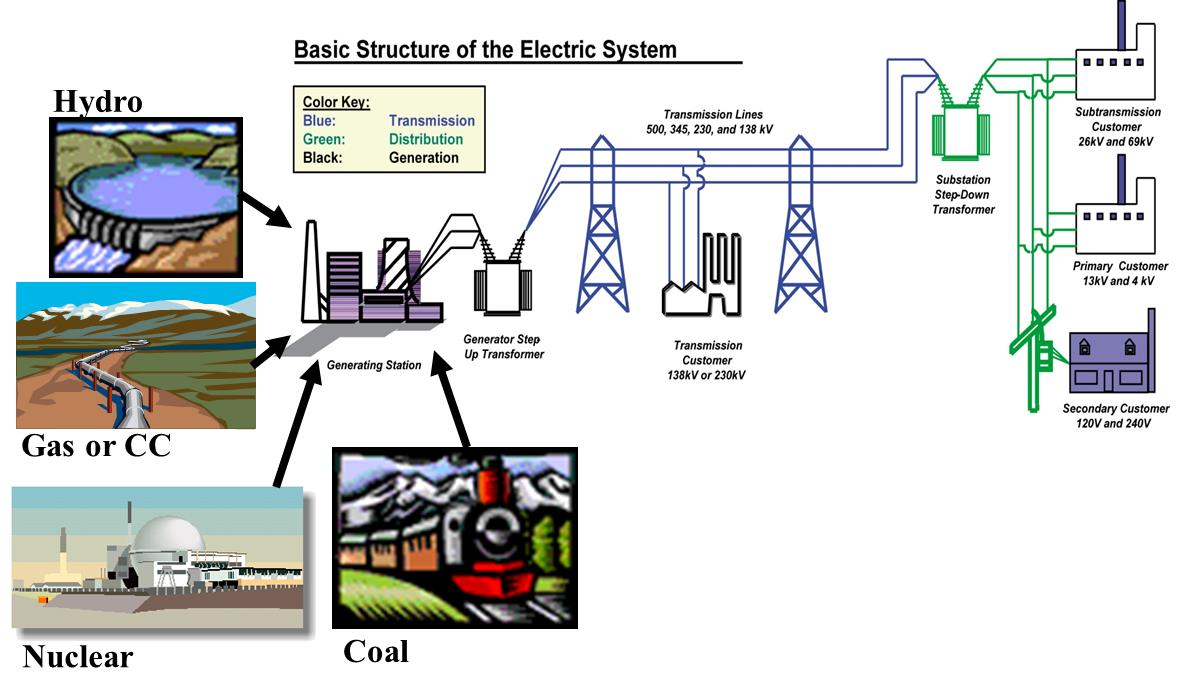 Basic Structure of the Electric System
Hydro
Color Key:
Blue: Transmission
Green: Distribution
Black: Generation
Transmission Lines
500, 345, 230, and 138 kV
Subtransmission
Customer
26kV and 69kV
Substation
Step-Down
Transformer
Primary Customer
13kV and 4 kV
Generating Station
Generator Step
Up Transformer
Transmission
Customer
138kV or 230kV
Secondary Customer
120V and 240V
Gas or CC
Nuclear
Coal